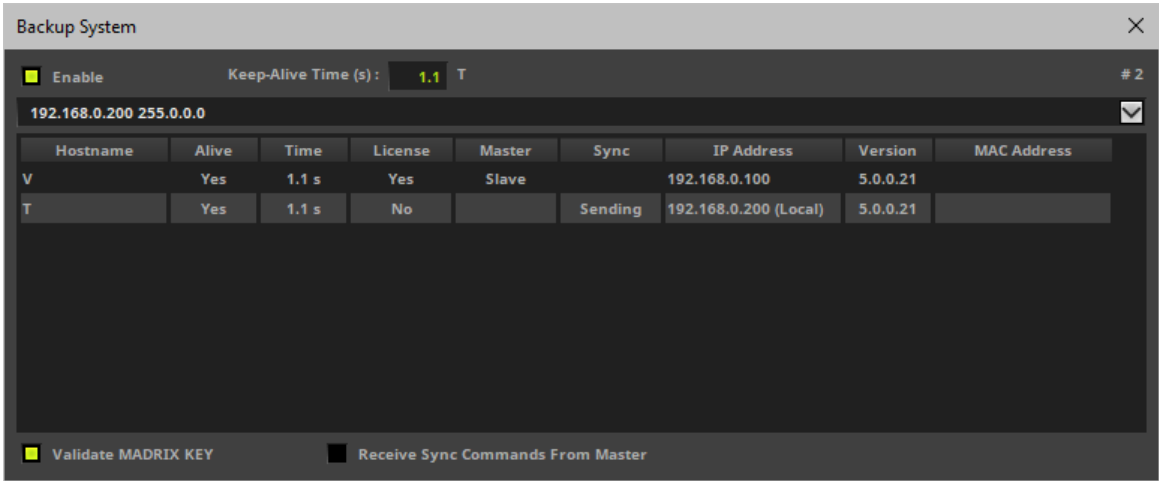 Backup System
Enable Keep-Alive Time (s) : 1.1 T # 2
192.168.0.200 255.0.0.0
Hostname Alive Time License Master Sync IP Address Version MAC Address
V Yes 1.1 s Yes Slave 192.168.0.100 5.0.0.21
T Yes 1.1 s No Sending 192.168.0.200 (Local) 5.0.0.21
Validate MADRIX KEY Receive Sync Commands From Master